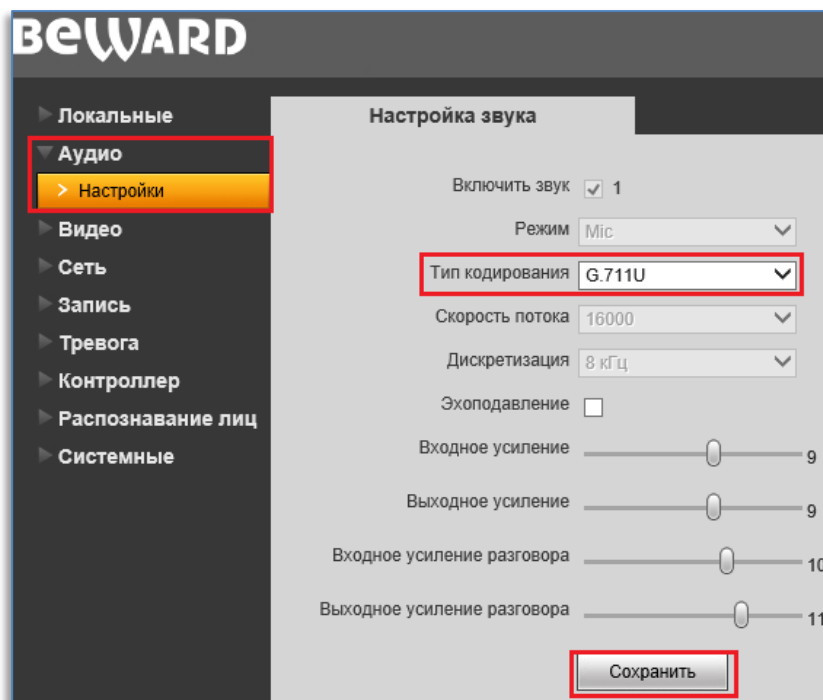 BEWARD
Локальные
Аудио
Настройки
Видео
Сеть
Запись
Тревога
Контроллер
Распознавание лиц
Системные
Настройка звука
Включить звук 1
Режим Mic
Тип кодирования G.711U
Скорость потока 16000
Дискретизация 8 кГц
Эхоподавление
Входное усиление 9
Выходное усиление 9
Входное усиление разговора 10
Выходное усиление разговора 11
Сохранить